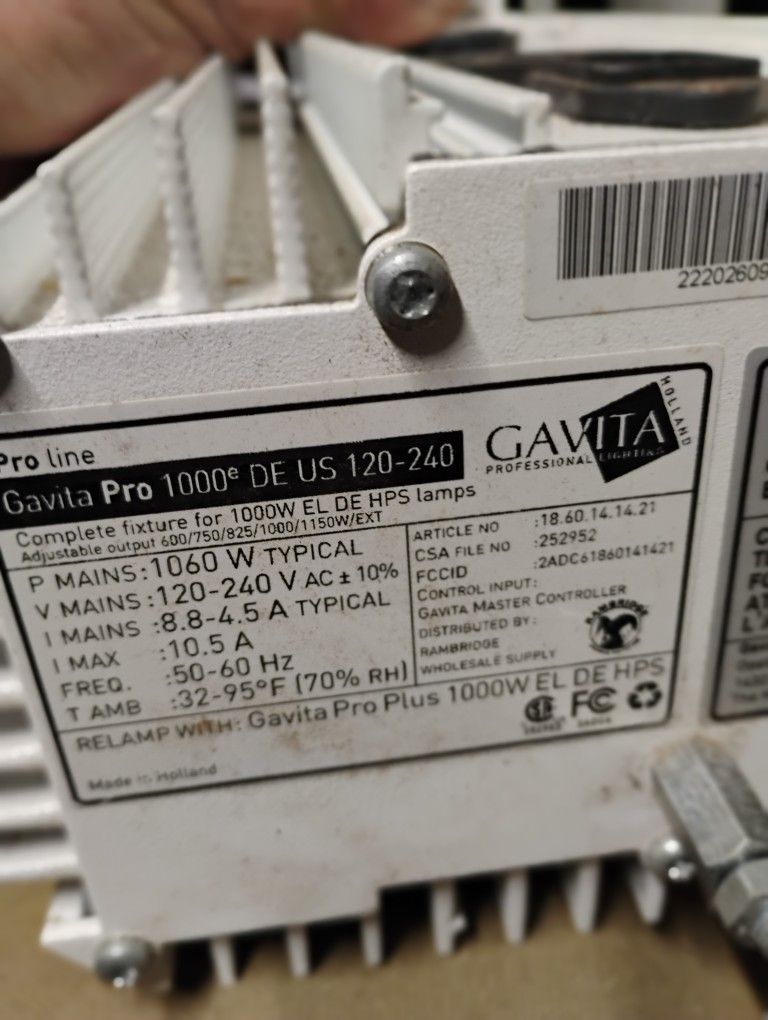 22202609
Pro line
Gavita Pro 1000e DE US 120-240
Complete fixture for 1000W EL DE HPS lamps
Adjustable output 600/750/825/1000/1150W/EXT
GAVITA
HOLLAND
PROFESSIONAL LIGHTING
P MAINS :1060 W TYPICAL
V MAINS :120-240 V AC ± 10%
I MAINS :8.8-4.5 A TYPICAL
I MAX :10.5 A
FREQ. :50-60 Hz
T AMB :32-95°F (70% RH)
ARTICLE NO :18.60.14.14.21
CSA FILE NO :252952
FCCID :2ADC61860141421
CONTROL INPUT:
GAVITA MASTER CONTROLLER
DISTRIBUTED BY:
RAMBRIDGE
WHOLESALE SUPPLY
RAMBRIDGE
RELAMP WITH: Gavita Pro Plus 1000W EL DE HPS
FC
Made in Holland